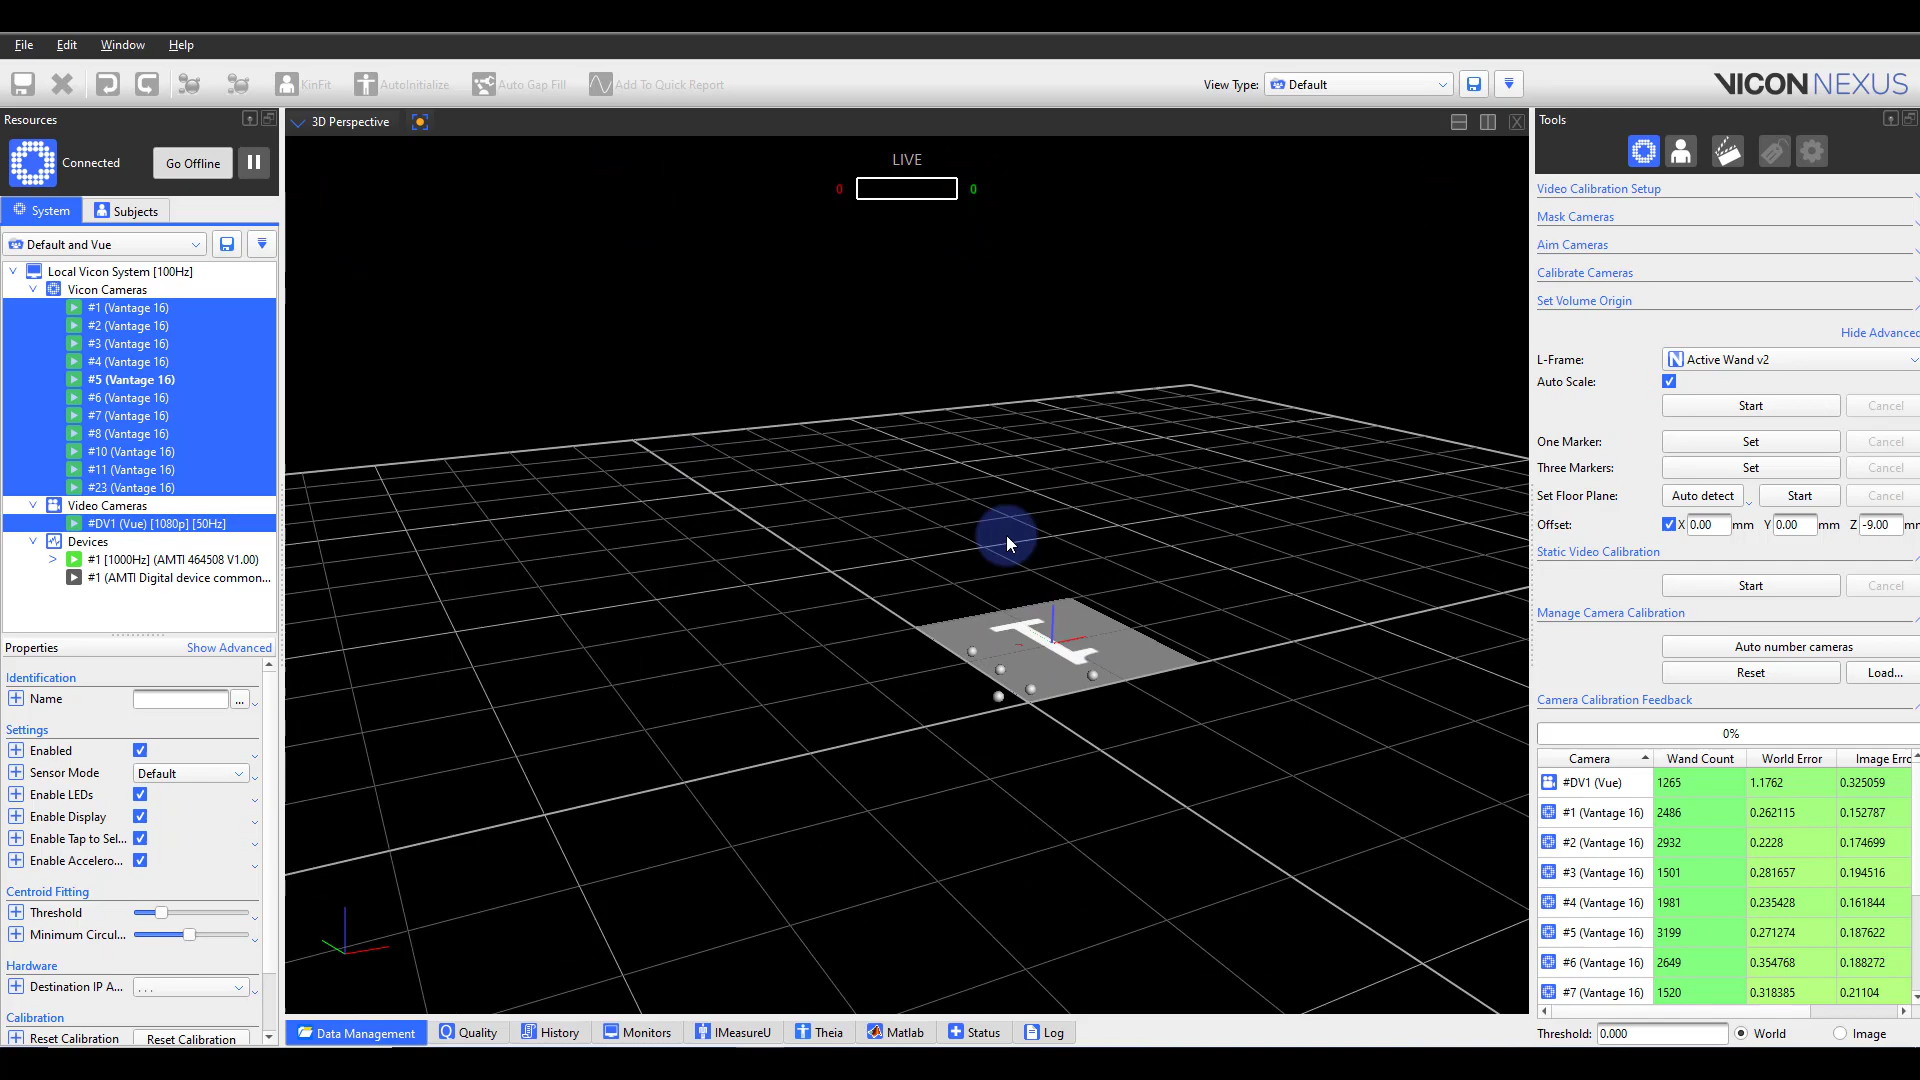 File Edit Window Help
KinFit AutoInitialize Auto Gap Fill Add To Quick Report View Type: Default VICON NEXUS
Resources
Connected Go Offline
System Subjects
Default and Vue
Local Vicon System [100Hz]
Vicon Cameras
#1 (Vantage 16)
#2 (Vantage 16)
#3 (Vantage 16)
#4 (Vantage 16)
#5 (Vantage 16)
#6 (Vantage 16)
#7 (Vantage 16)
#8 (Vantage 16)
#10 (Vantage 16)
#11 (Vantage 16)
#23 (Vantage 16)
Video Cameras
#DV1 (Vue) [1080p] [50Hz]
Devices
#1 [1000Hz] (AMTI 464508 V1.00)
#1 (AMTI Digital device common...
Properties Show Advanced
Identification
Name ...
Settings
Enabled
Sensor Mode Default
Enable LEDs
Enable Display
Enable Tap to Sel...
Enable Accelero...
Centroid Fitting
Threshold
Minimum Circul...
Hardware
Destination IP A... . . .
Calibration
Reset Calibration Reset Calibration
3D Perspective
LIVE
0 0
1
Data Management Quality History Monitors IMeasureU Theia Matlab Status Log
Tools
Video Calibration Setup
Mask Cameras
Aim Cameras
Calibrate Cameras
Set Volume Origin
Hide Advanced
L-Frame: Active Wand v2
Auto Scale:
Start Cancel
One Marker: Set Cancel
Three Markers: Set Cancel
Set Floor Plane: Auto detect Start Cancel
Offset: X 0.00 mm Y 0.00 mm Z -9.00 mm
Static Video Calibration
Start Cancel
Manage Camera Calibration
Auto number cameras
Reset Load...
Camera Calibration Feedback
0%
Camera Wand Count World Error Image Erro
#DV1 (Vue) 1265 1.1762 0.325059
#1 (Vantage 16) 2486 0.262115 0.152787
#2 (Vantage 16) 2932 0.2228 0.174699
#3 (Vantage 16) 1501 0.281657 0.194516
#4 (Vantage 16) 1981 0.235428 0.161844
#5 (Vantage 16) 3199 0.271274 0.187622
#6 (Vantage 16) 2649 0.354768 0.188272
#7 (Vantage 16) 1520 0.318385 0.21104
Threshold: 0.000 World Image